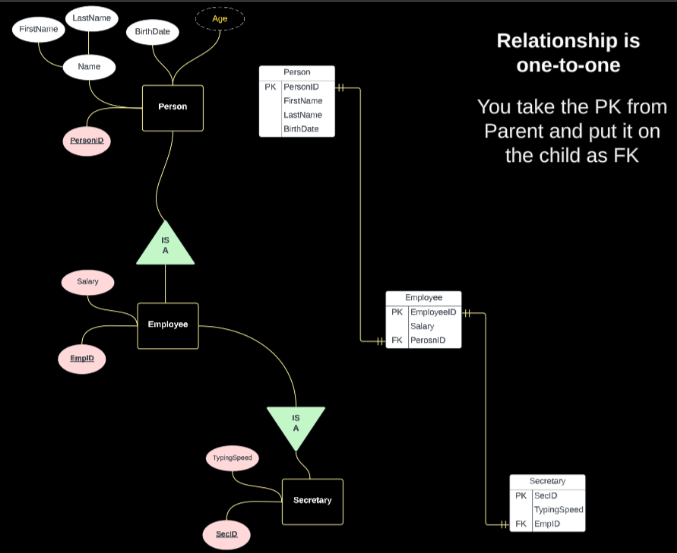 LastName
FirstName
BirthDate
Age
Name
Person
PersonID
IS
A
Salary
Employee
EmpID
IS
A
TypingSpeed
Secretary
SecID
Person
PK PersonID
FirstName
LastName
BirthDate
Employee
PK EmployeeID
Salary
FK PerosnID
Secretary
PK SecID
TypingSpeed
FK EmpID
Relationship is
one-to-one
You take the PK from
Parent and put it on
the child as FK